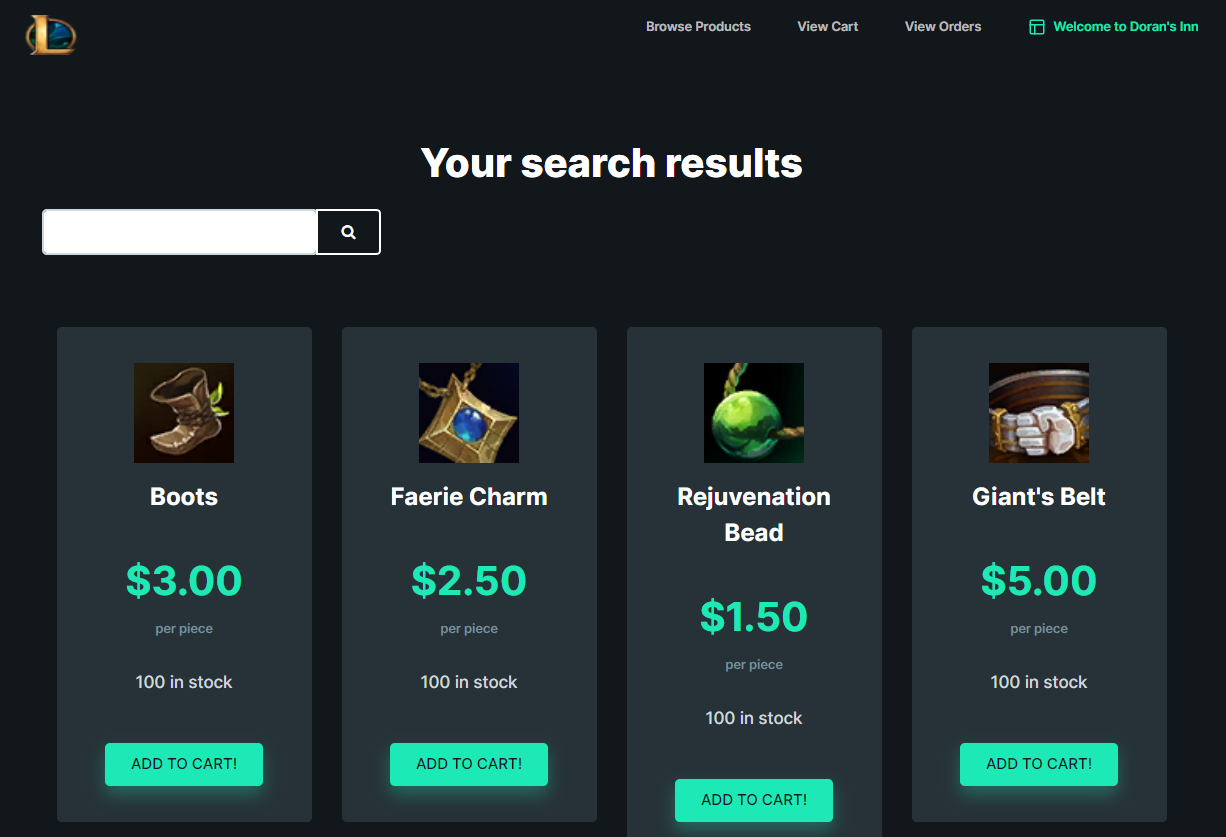 Browse Products
View Cart
View Orders
Welcome to Doran's Inn
Your search results
Boots
$3.00
per piece
100 in stock
ADD TO CART!
Faerie Charm
$2.50
per piece
100 in stock
ADD TO CART!
Rejuvenation
Bead
$1.50
per piece
100 in stock
ADD TO CART!
Giant's Belt
$5.00
per piece
100 in stock
ADD TO CART!